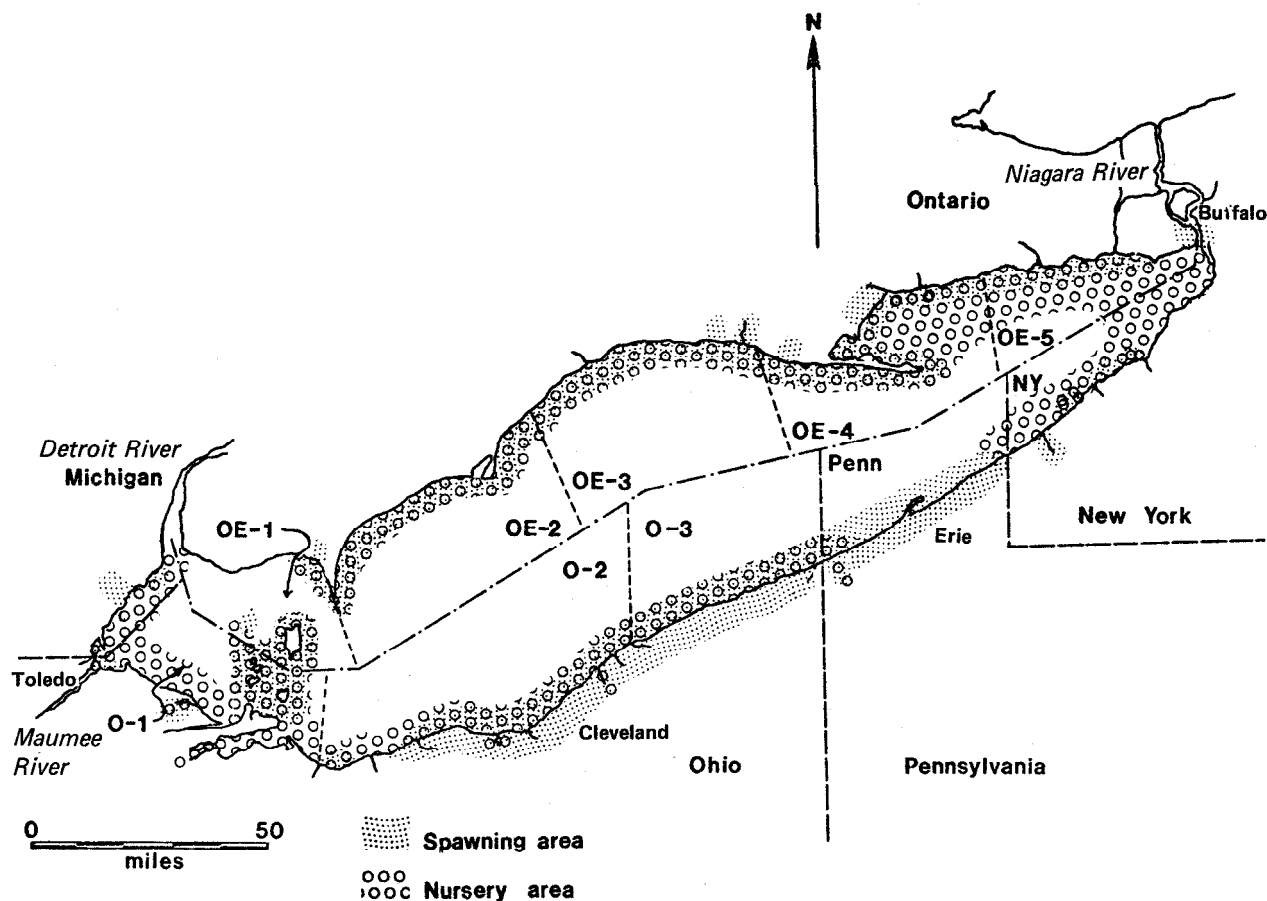 N
Niagara River
Ontario
Buffalo
OE-5
NY
Detroit River
Michigan
OE-4
Penn
OE-3
OE-1
OE-2
O-3
New York
Erie
O-2
Toledo
O-1
Cleveland
Maumee
River
Ohio
Pennsylvania
0 50
miles
Spawning area
Nursery area